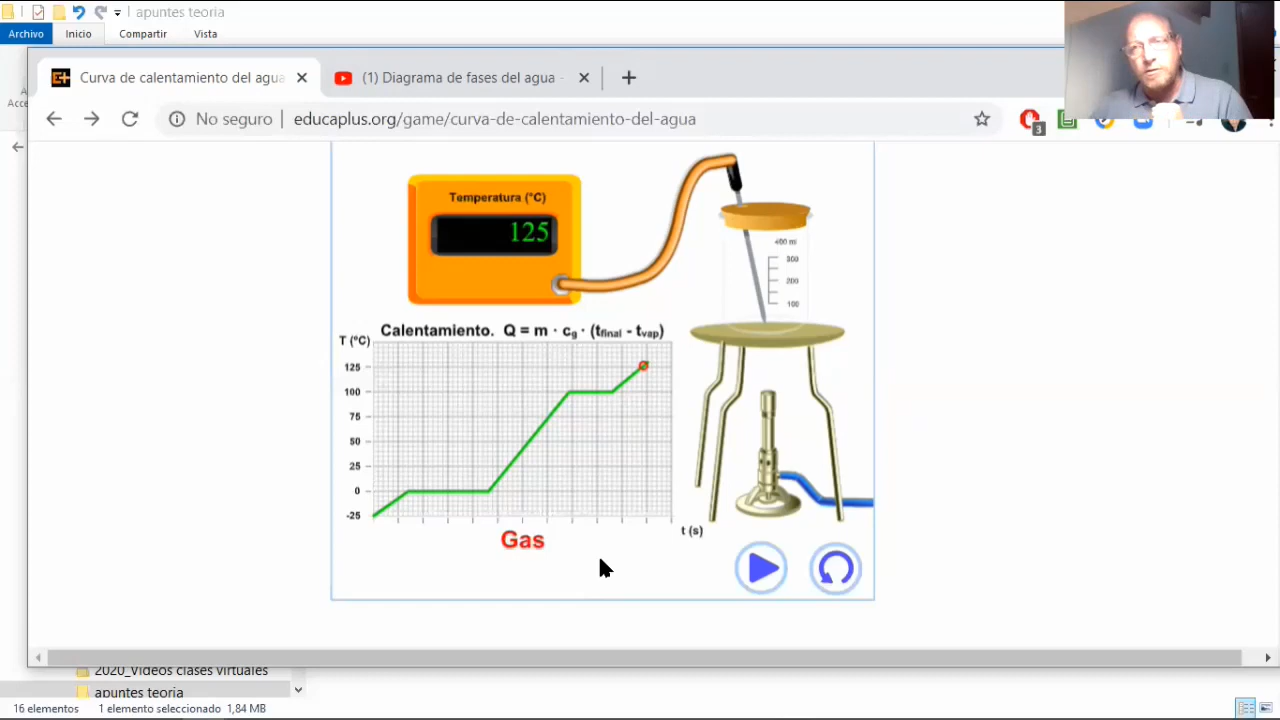 apuntes teoria
Archivo
Inicio
Compartir
Vista
Curva de calentamiento del agua
(1) Diagrama de fases del agua -
No seguro
educaplus.org/game/curva-de-calentamiento-del-agua
3
Temperatura (°C)
125
400 ml
300
200
100
Calentamiento. Q = m · cg · (tfinal - tvap)
T (°C)
125
100
75
50
25
0
-25
t (s)
Gas
2020_Videos clases virtuales
apuntes teoria
16 elementos
1 elemento seleccionado 1,84 MB